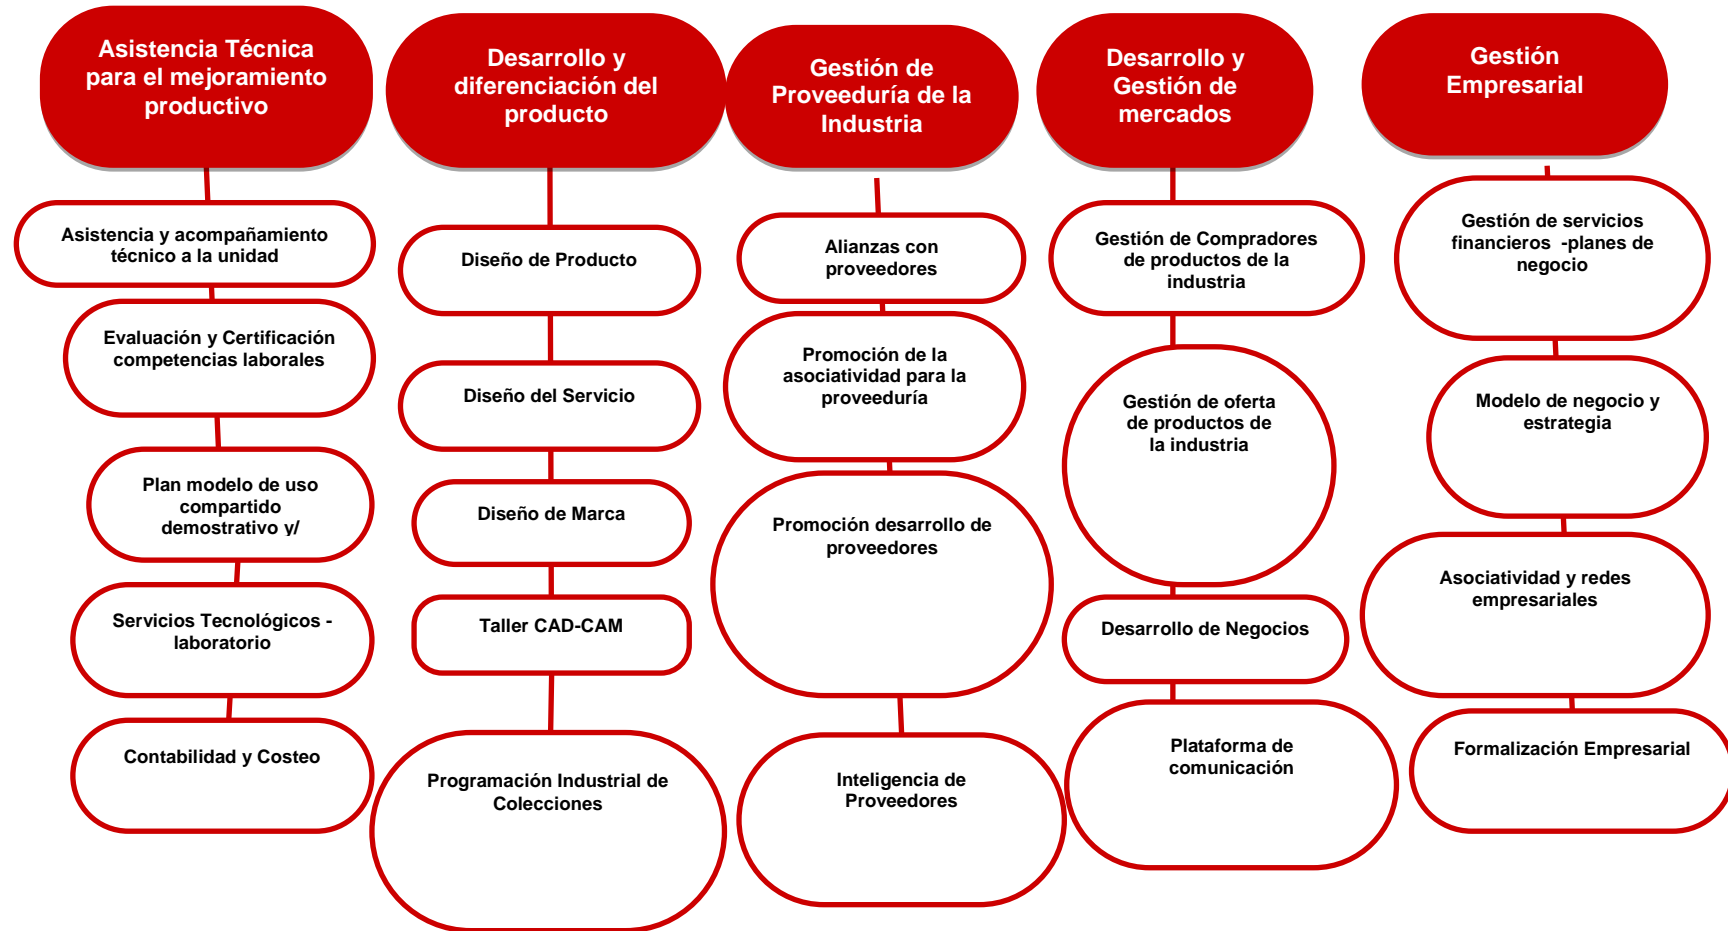 Asistencia Técnica
para el mejoramiento
productivo
Asistencia y acompañamiento
técnico a la unidad
Evaluación y Certificación
competencias laborales
Plan modelo de uso
compartido
demostrativo y/
Servicios Tecnológicos -
laboratorio
Contabilidad y Costeo
Desarrollo y
diferenciación del
producto
Diseño de Producto
Diseño del Servicio
Diseño de Marca
Taller CAD-CAM
Programación Industrial de
Colecciones
Gestión de
Proveeduría de la
Industria
Alianzas con
proveedores
Promoción de la
asociatividad para la
proveeduría
Promoción desarrollo de
proveedores
Inteligencia de
Proveedores
Desarrollo y
Gestión de
mercados
Gestión de Compradores
de productos de la
industria
Gestión de oferta
de productos de
la industria
Desarrollo de Negocios
Plataforma de
comunicación
Gestión
Empresarial
Gestión de servicios
financieros -planes de
negocio
Modelo de negocio y
estrategia
Asociatividad y redes
empresariales
Formalización Empresarial